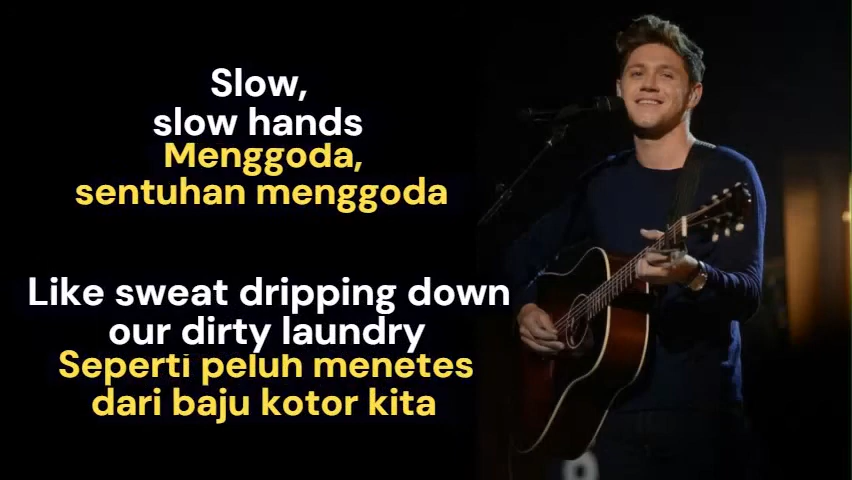 Slow,
slow hands
Menggoda,
sentuhan menggoda
Like sweat dripping down
our dirty laundry
Seperti peluh menetes
dari baju kotor kita